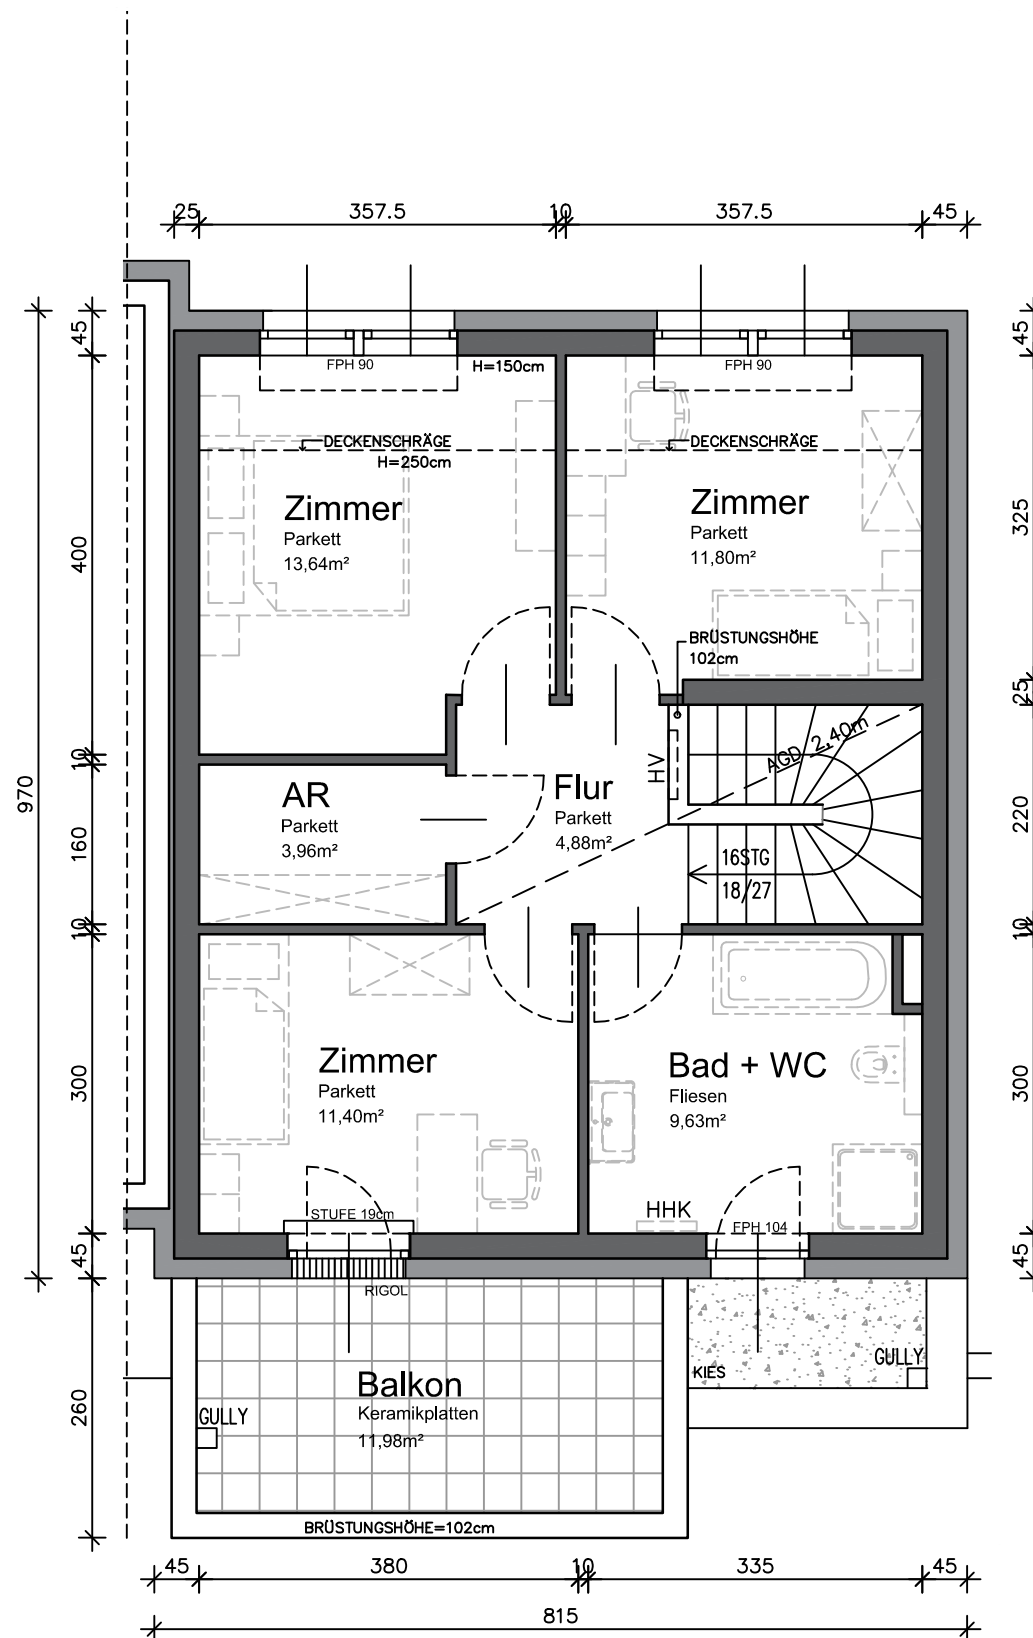 25 357.5 10 357.5 45
45
45
FPH 90
H=150cm
FPH 90
DECKENSCHRÄGE
H=250cm
DECKENSCHRÄGE
Zimmer
Parkett
13,64m²
Zimmer
Parkett
11,80m²
400
325
BRÜSTUNGSHÖHE
102cm
25
10
970
HV
AGD 2,40m
AR
Parkett
3,96m²
Flur
Parkett
4,88m²
160
220
16STG
18/27
10
10
Zimmer
Parkett
11,40m²
Bad + WC
Fliesen
9,63m²
300
300
HHK
STUFE 19cm
FPH 104
45
45
RIGOL
KIES
GULLY
Balkon
Keramikplatten
11,98m²
GULLY
260
BRÜSTUNGSHÖHE=102cm
45 380 10 335 45
815